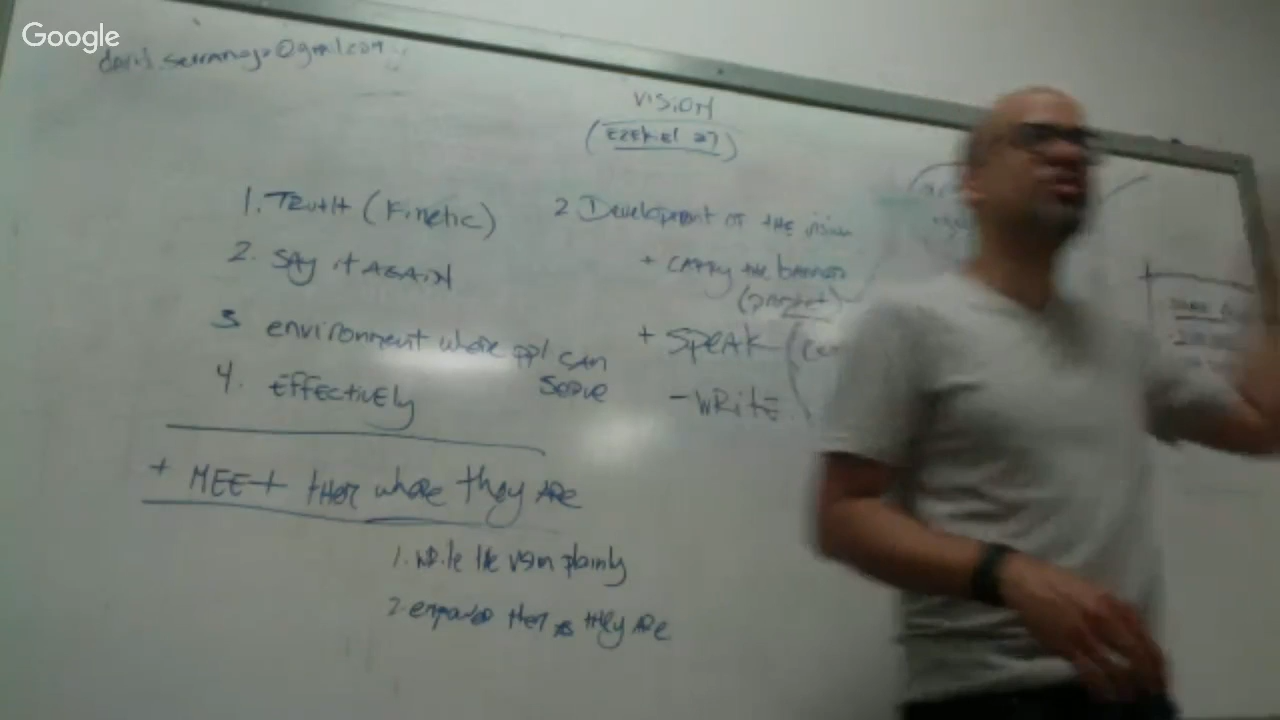 Google
VISION
(EZEKIEL 37)
1. TRUTH (Kinetic)
2. SAY it AGAIN
3 environment where ppl CAN
SERVE
4. EFFECTIVELY
+ MEET THEM where they ARE
1. Write the vision plainly
2. empower them as they ARE
2 Development of the vision
+ CARRY the banner
(
+ SPEAK (
- WRITE